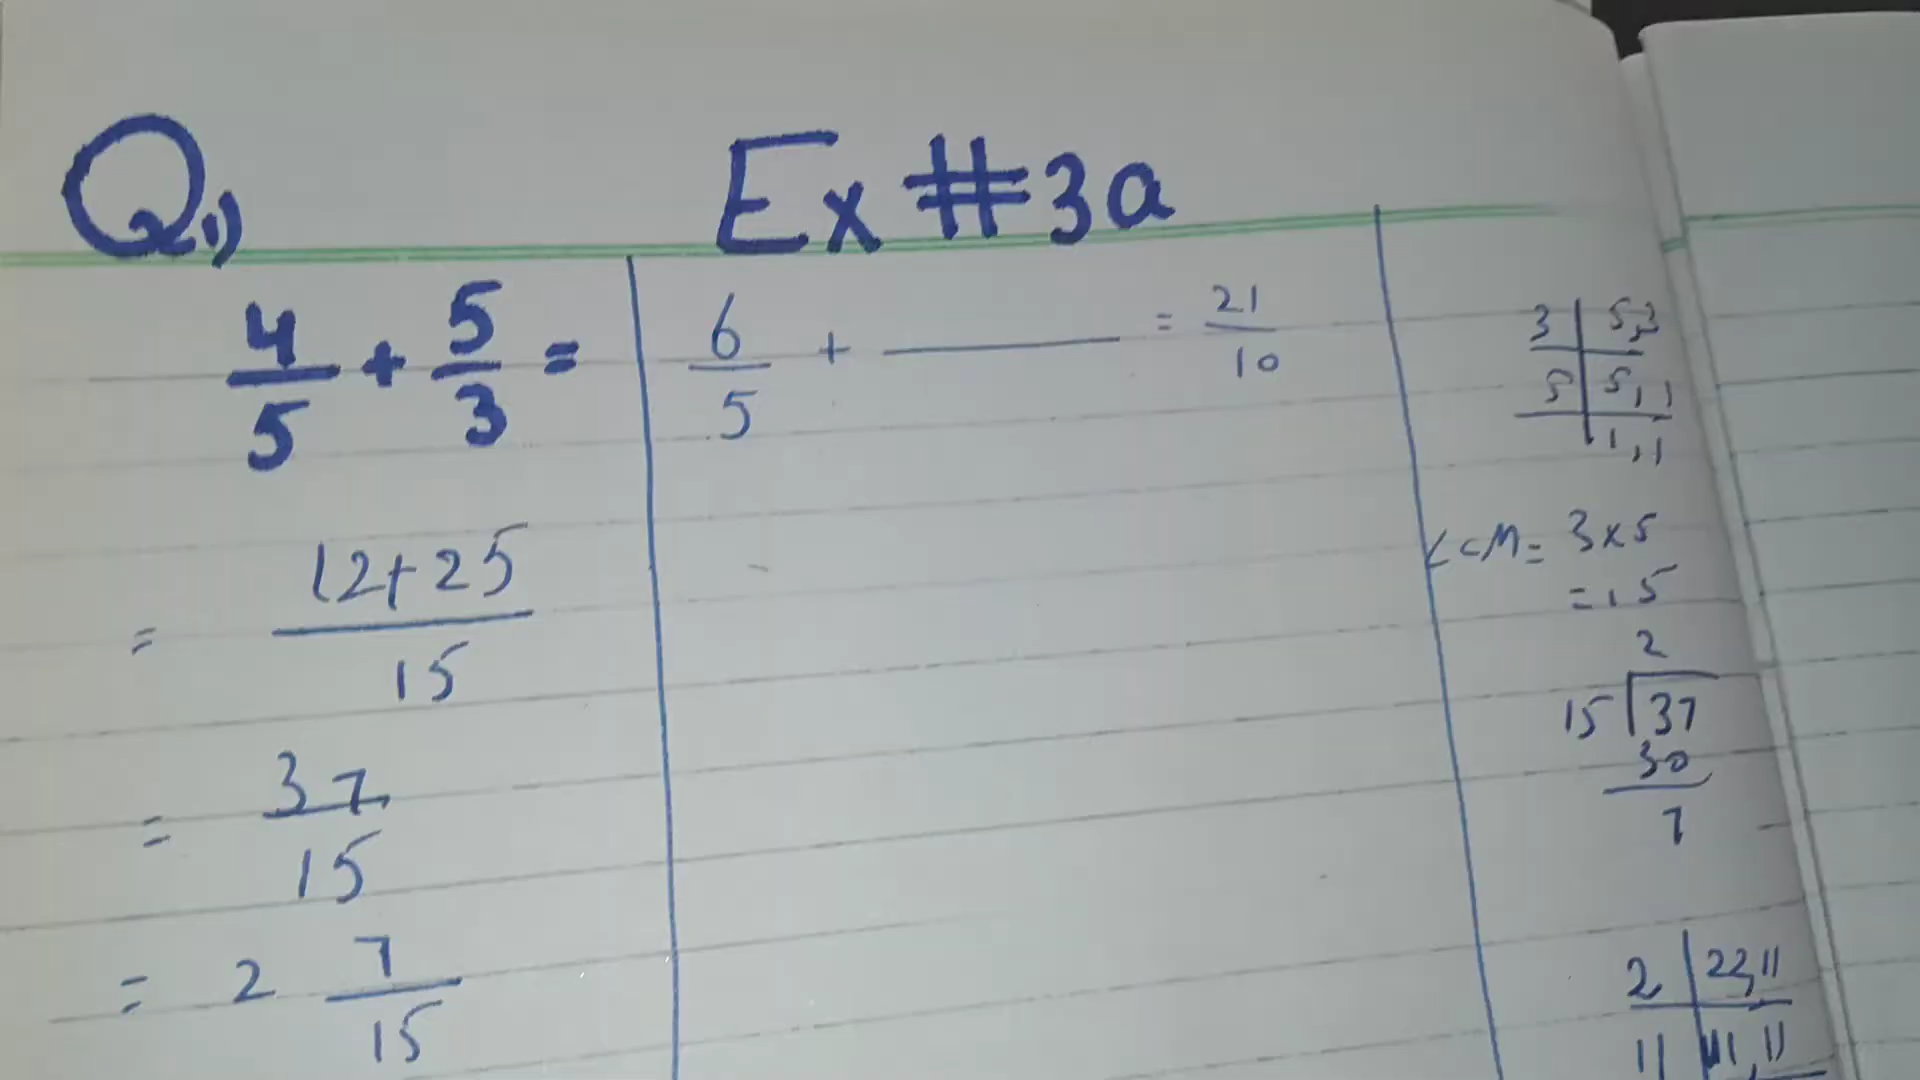 Q1) Ex #3a
4/5 + 5/3 =
= 12+25/15
= 37/15
= 2 7/15
6/5 + ____ = 21/10
3 | 5,3
5 | 5,1
1,1
LCM = 3x5
= 15
2
15 | 37
30
7
2 | 22,11
11 | 11,11